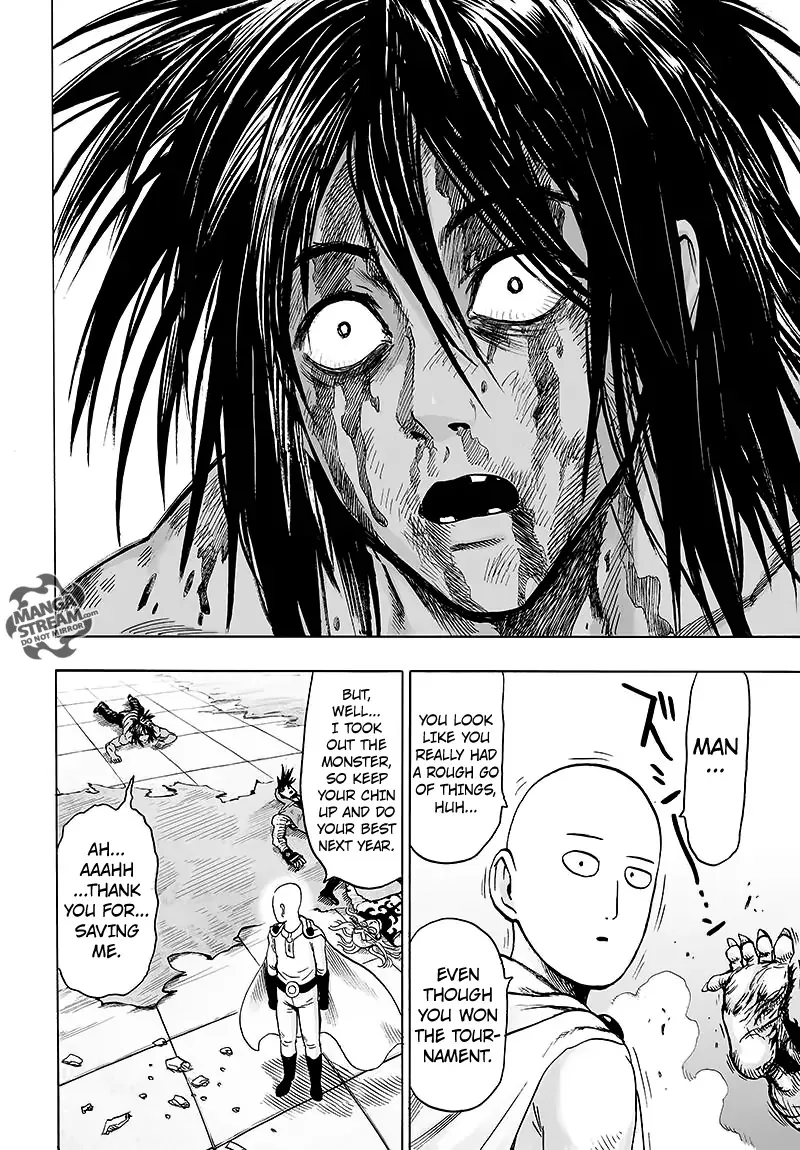 MANGA
STREAM.com
DO NOT MIRROR
MAN
...
ズン
YOU LOOK
LIKE YOU
REALLY HAD
A ROUGH GO
OF THINGS,
HUH...
EVEN
THOUGH
YOU WON
THE TOUR-
NAMENT.
BUT,
WELL...
I TOOK
OUT THE
MONSTER,
SO KEEP
YOUR CHIN
UP AND DO
YOUR BEST
NEXT YEAR.
AH...
AAAHH
...THANK
YOU FOR...
SAVING
ME.